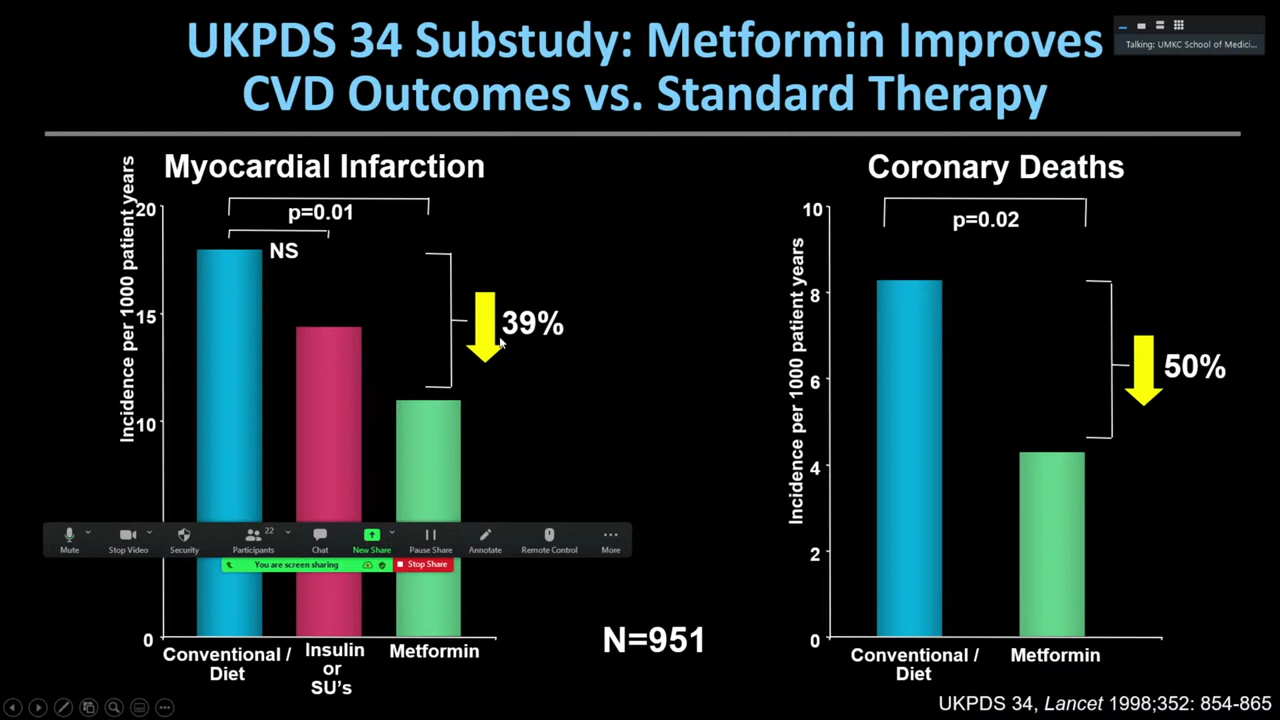 UKPDS 34 Substudy: Metformin Improves
CVD Outcomes vs. Standard Therapy
Talking: UMKC School of Medici...
Myocardial Infarction
Incidence per 1000 patient years
20
15
10
0
p=0.01
NS
39%
Conventional /
Diet
Insulin
or
SU's
Metformin
Mute
Stop Video
Security
Participants
22
Chat
New Share
Pause Share
Annotate
Remote Control
More
You are screen sharing
Stop Share
N=951
Coronary Deaths
Incidence per 1000 patient years
10
8
6
4
2
0
p=0.02
50%
Conventional /
Diet
Metformin
UKPDS 34, Lancet 1998;352: 854-865